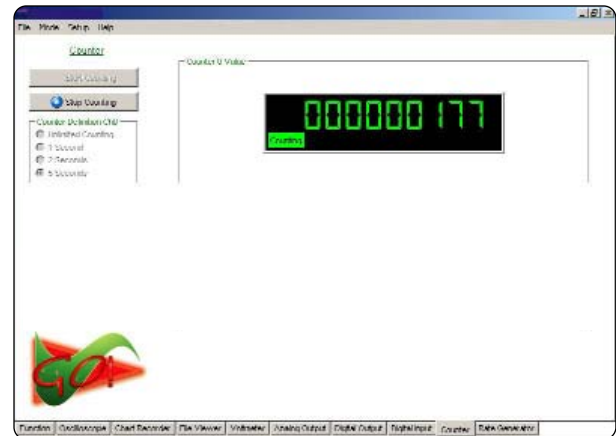 File Mode Setup Help
Counter
Counter 0 Value
Start Counting
Stop Counting
000000177
Counting
Counter Definition Ch0
Unlimited Counting
1 Second
2 Seconds
5 Seconds
GO!
Function Oscilloscope Chart Recorder File Viewer Voltmeter Analog Output Digital Output Digital Input Counter Rate Generator